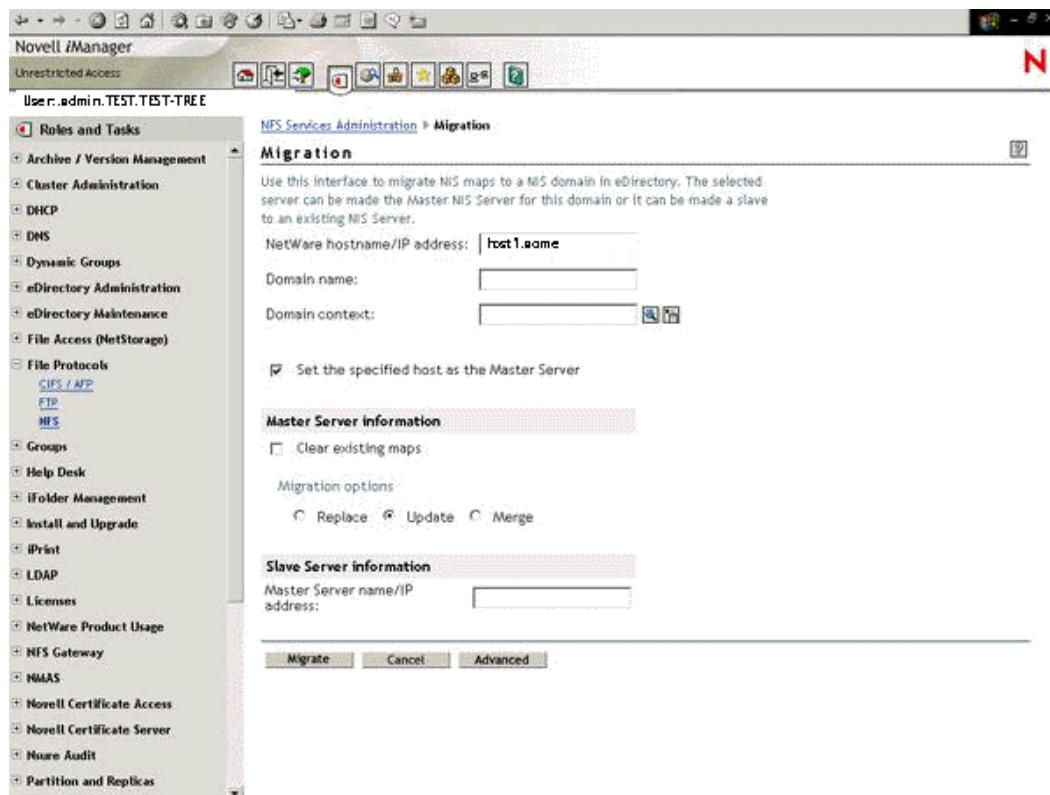 Novell iManager
Unrestricted Access
N
User:.admin.TEST.TEST-TREE
Roles and Tasks
Archive / Version Management
Cluster Administration
DHCP
DNS
Dynamic Groups
eDirectory Administration
eDirectory Maintenance
File Access (NetStorage)
File Protocols
CIFS / AFP
FTP
NFS
Groups
Help Desk
iFolder Management
Install and Upgrade
iPrint
LDAP
Licenses
NetWare Product Usage
NFS Gateway
NMAS
Novell Certificate Access
Novell Certificate Server
Nsure Audit
Partition and Replicas
NFS Services Administration Migration
Migration
Use this interface to migrate NIS maps to a NIS domain in eDirectory. The selected
server can be made the Master NIS Server for this domain or it can be made a slave
to an existing NIS Server.
NetWare hostname/IP address: host1.acme
Domain name:
Domain context:
Set the specified host as the Master Server
Master Server information
Clear existing maps
Migration options
Replace Update Merge
Slave Server information
Master Server name/IP
address:
Migrate Cancel Advanced